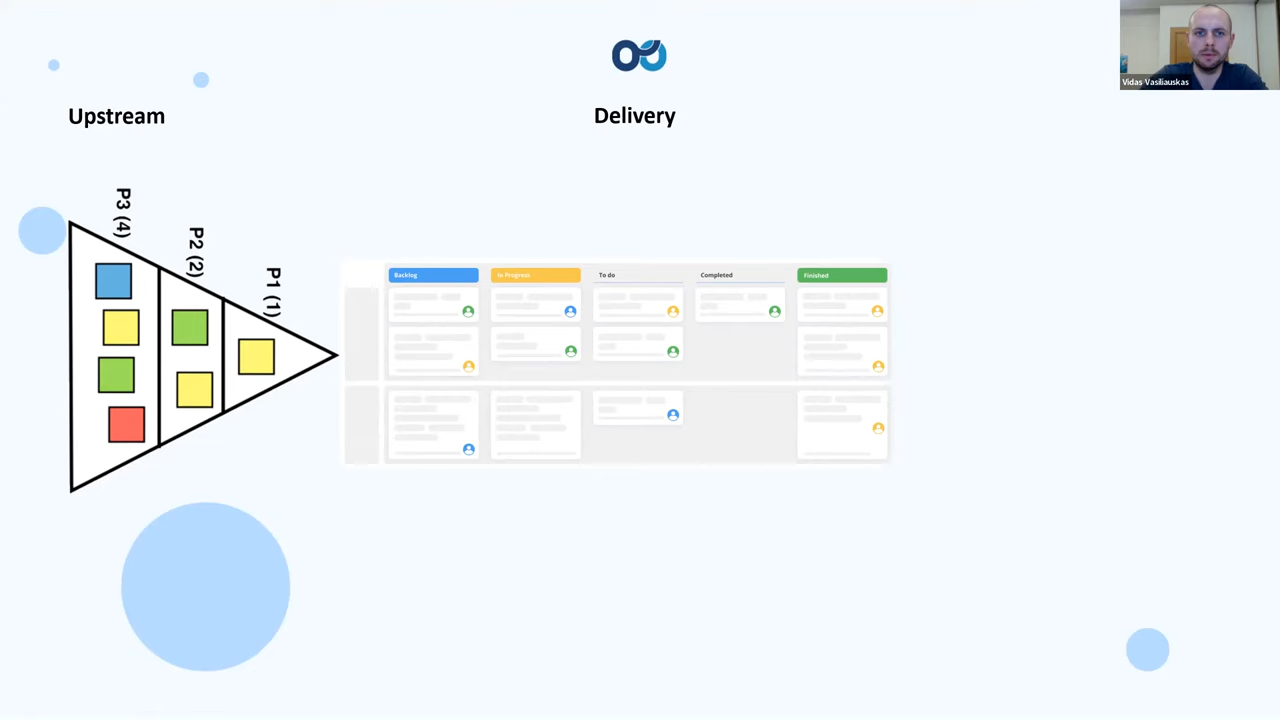 Vidas Vasiliauskas
Upstream
Delivery
P3 (4)
P2 (2)
P1 (1)
Backlog
In Progress
To do
Completed
Finished